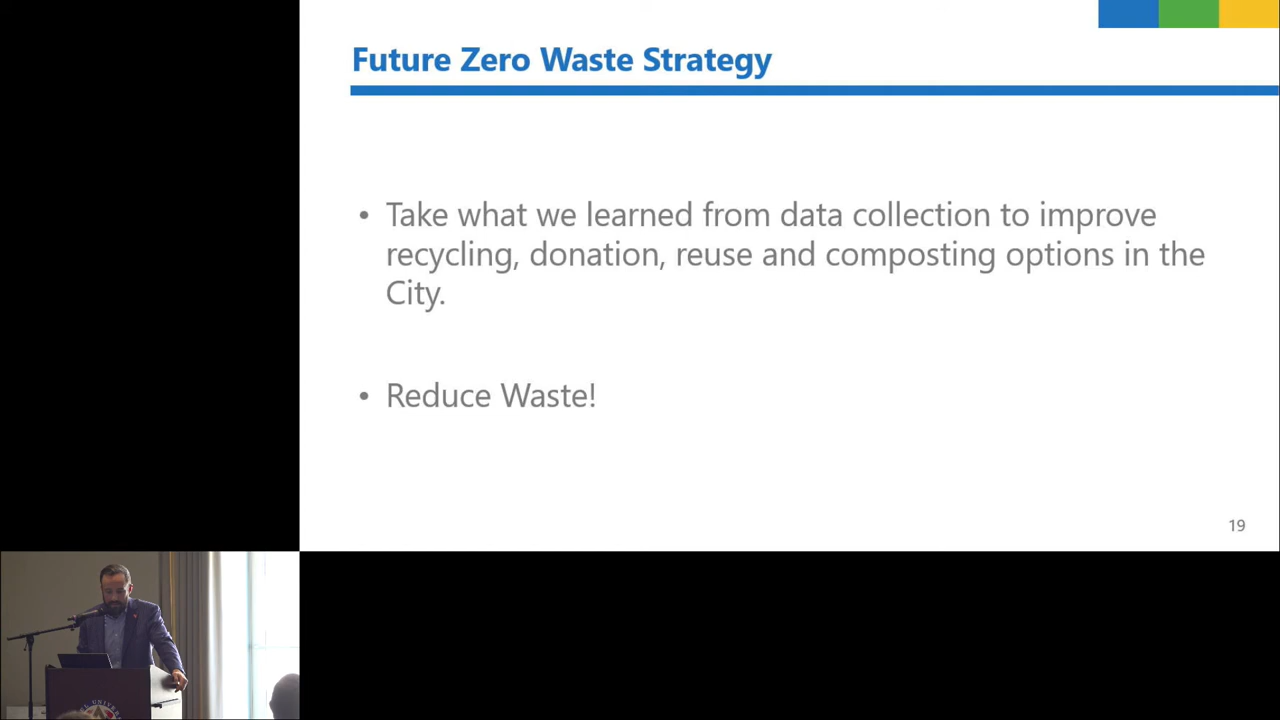 Future Zero Waste Strategy
• Take what we learned from data collection to improve
recycling, donation, reuse and composting options in the
City.
• Reduce Waste!
19